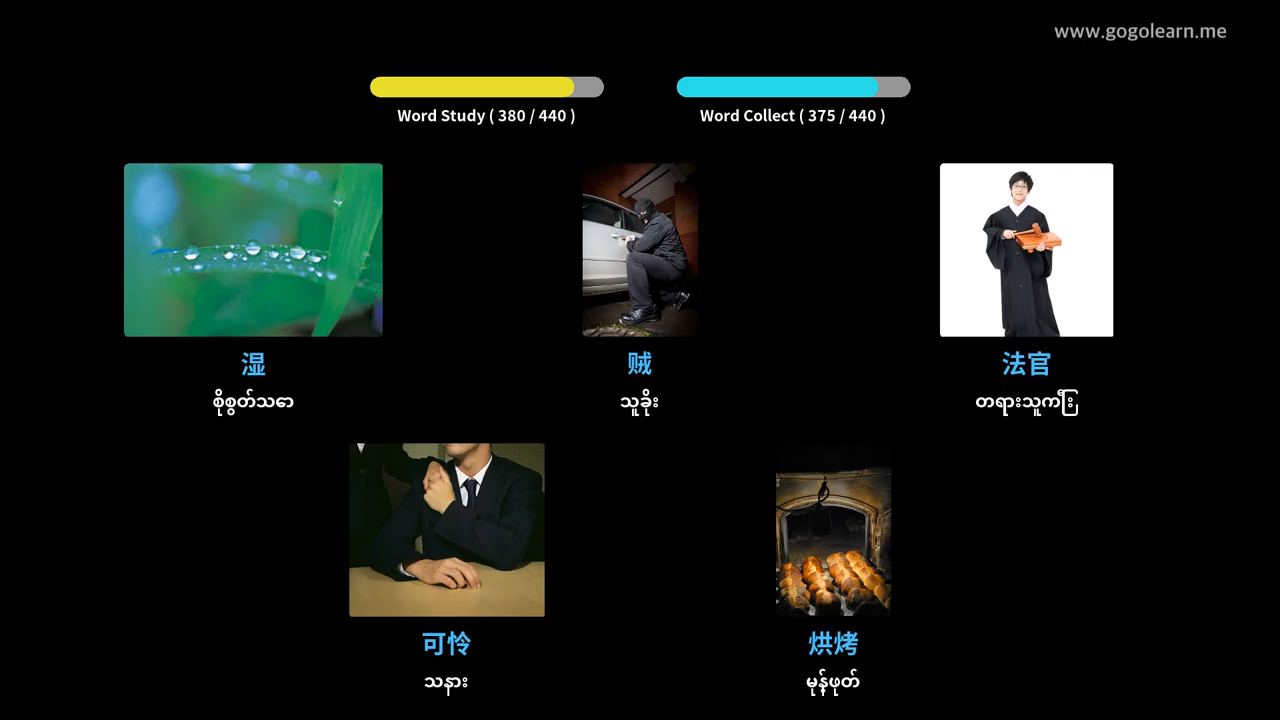 www.gogolearn.me
Word Study ( 380 / 440 )
Word Collect ( 375 / 440 )
湿
စိုစွတ်သော
贼
သူခိုး
法官
တရားသူကြီး
可怜
သနား
烘烤
မုန့်ဖုတ်